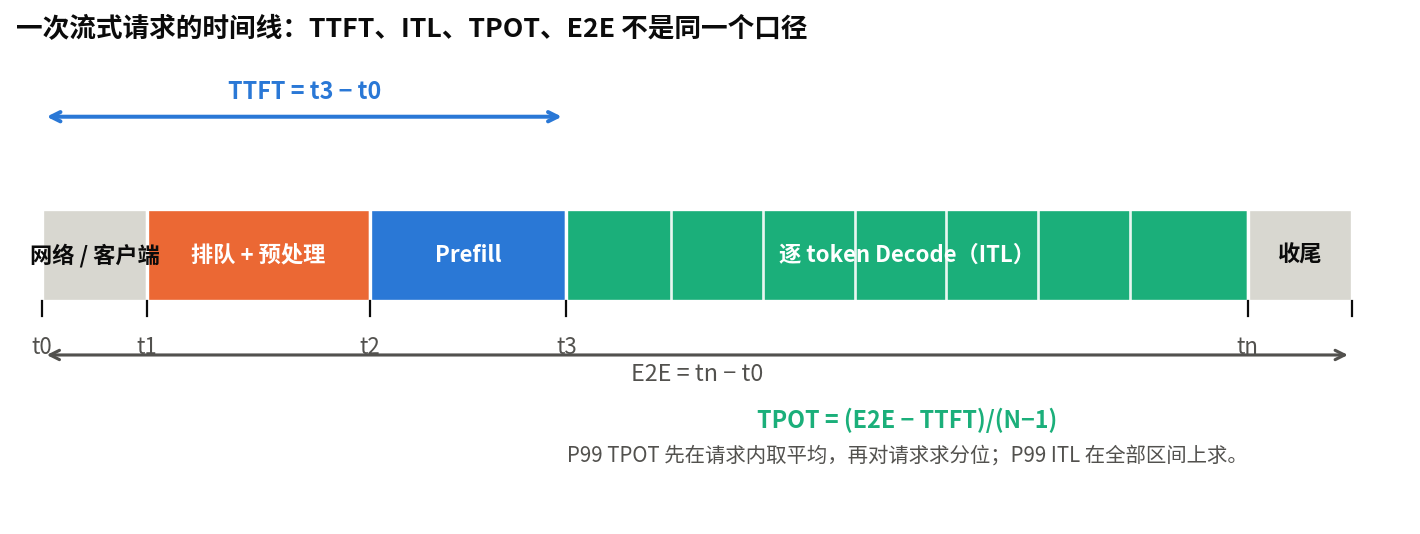 一次流式请求的时间线：TTFT、ITL、TPOT、E2E 不是同一个口径
TTFT = t3 − t0
网络 / 客户端
排队 + 预处理
Prefill
逐 token Decode（ITL）
收尾
t0
t1
t2
t3
tn
E2E = tn − t0
TPOT = (E2E − TTFT)/(N−1)
P99 TPOT 先在请求内取平均，再对请求求分位；P99 ITL 在全部区间上求。